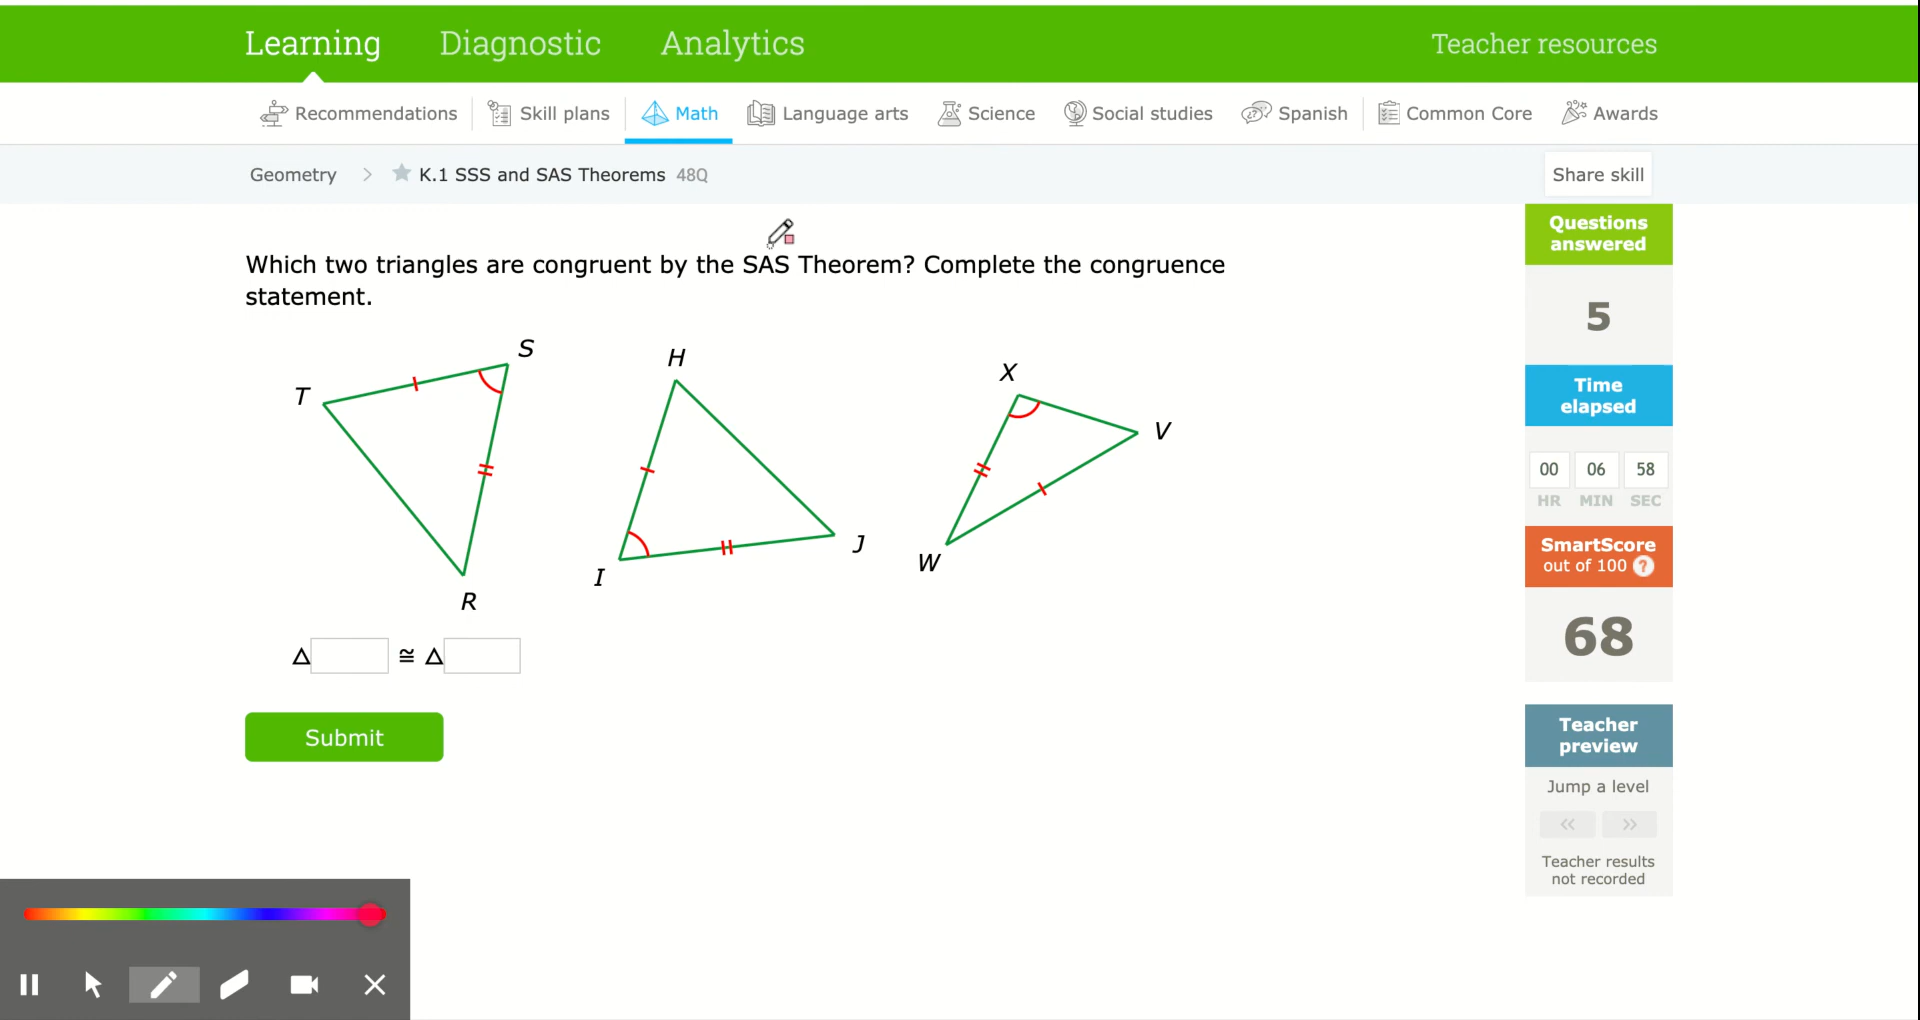 Learning Diagnostic Analytics Teacher resources
Recommendations Skill plans Math Language arts Science Social studies Spanish Common Core Awards
Geometry > K.1 SSS and SAS Theorems 48Q Share skill
Which two triangles are congruent by the SAS Theorem? Complete the congruence
statement.
T S R
H I J
X V W
△ ≅ △
Submit
Questions
answered
5
Time
elapsed
00 06 58
HR MIN SEC
SmartScore
out of 100 ?
68
Teacher
preview
Jump a level
Teacher results
not recorded